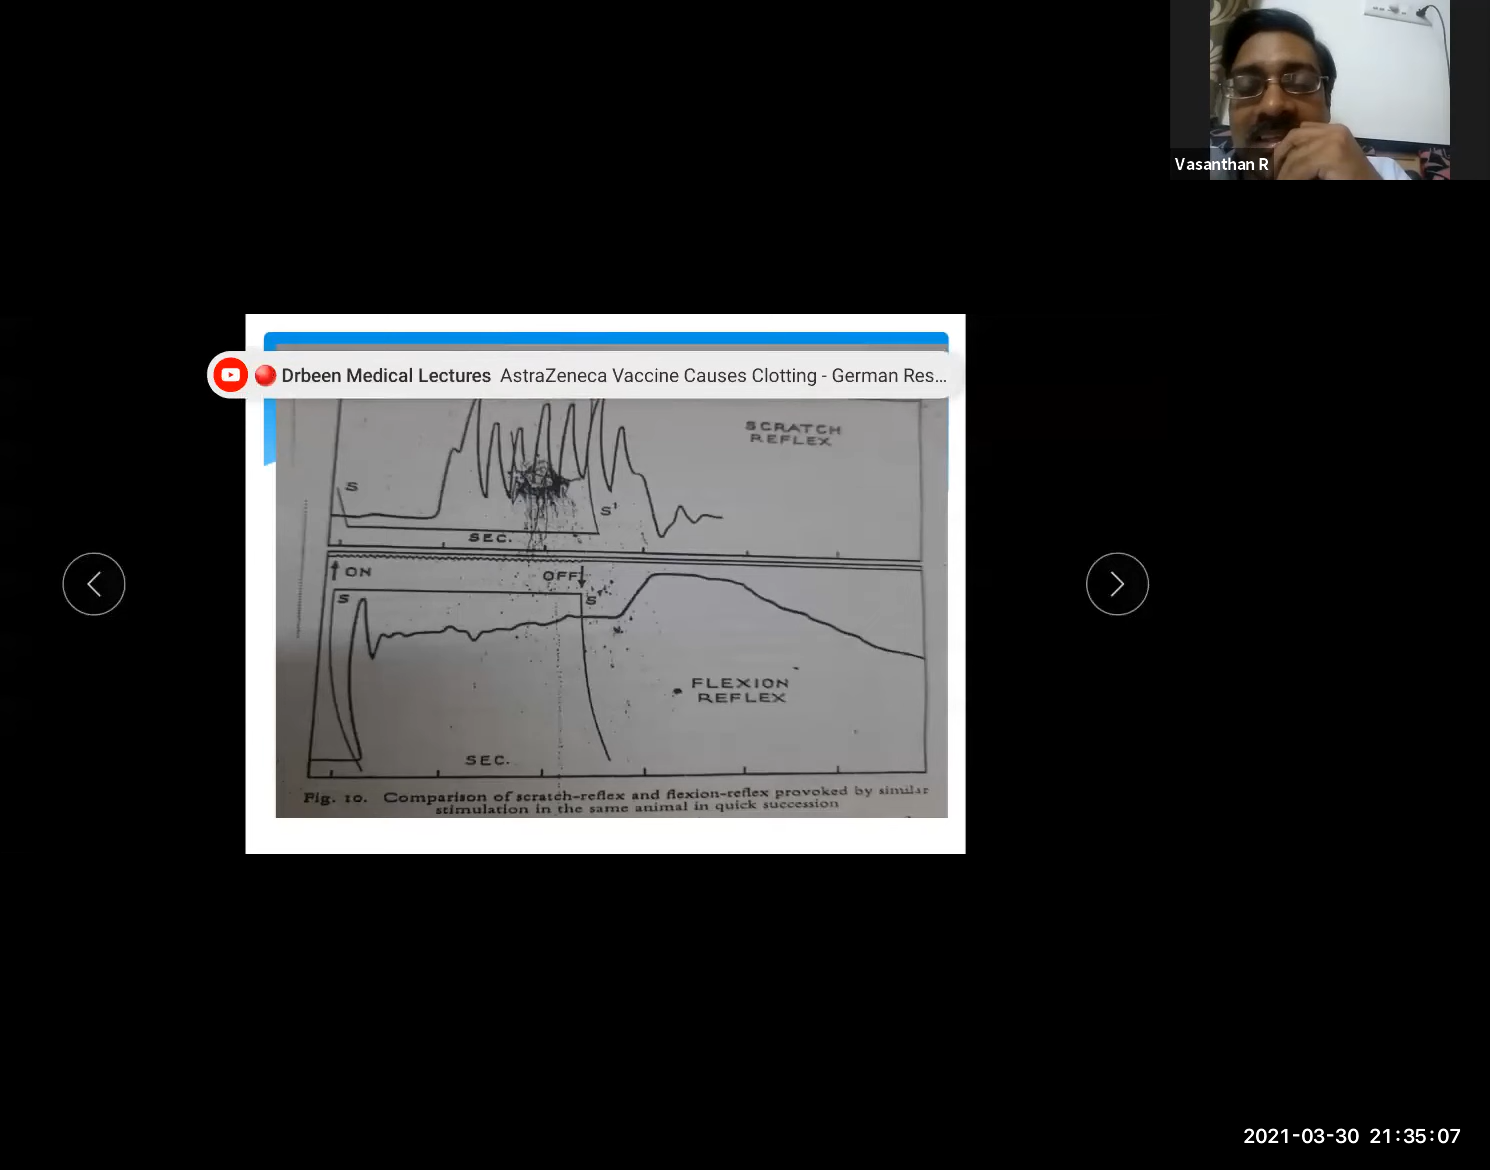 Vasanthan R
Drbeen Medical Lectures AstraZeneca Vaccine Causes Clotting - German Res...
SCRATCH
REFLEX
S
S'
SEC.
ON
OFF
S
S'
FLEXION
REFLEX
SEC.
Fig. 10. Comparison of scratch-reflex and flexion-reflex provoked by similar
stimulation in the same animal in quick succession
2021-03-30 21:35:07